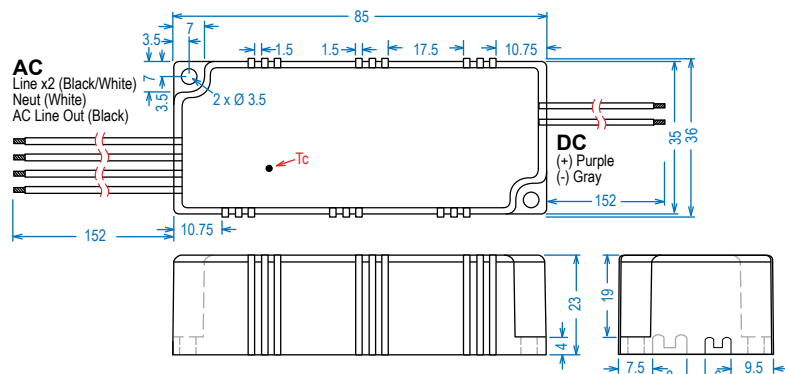 85
7
3.5
1.5
1.5
17.5
10.75
AC
Line x2 (Black/White)
Neut (White)
AC Line Out (Black)
7
3.5
2 x Ø 3.5
Tc
DC
(+) Purple
(-) Gray
35
36
152
152
10.75
23
4
19
7.5
9.5